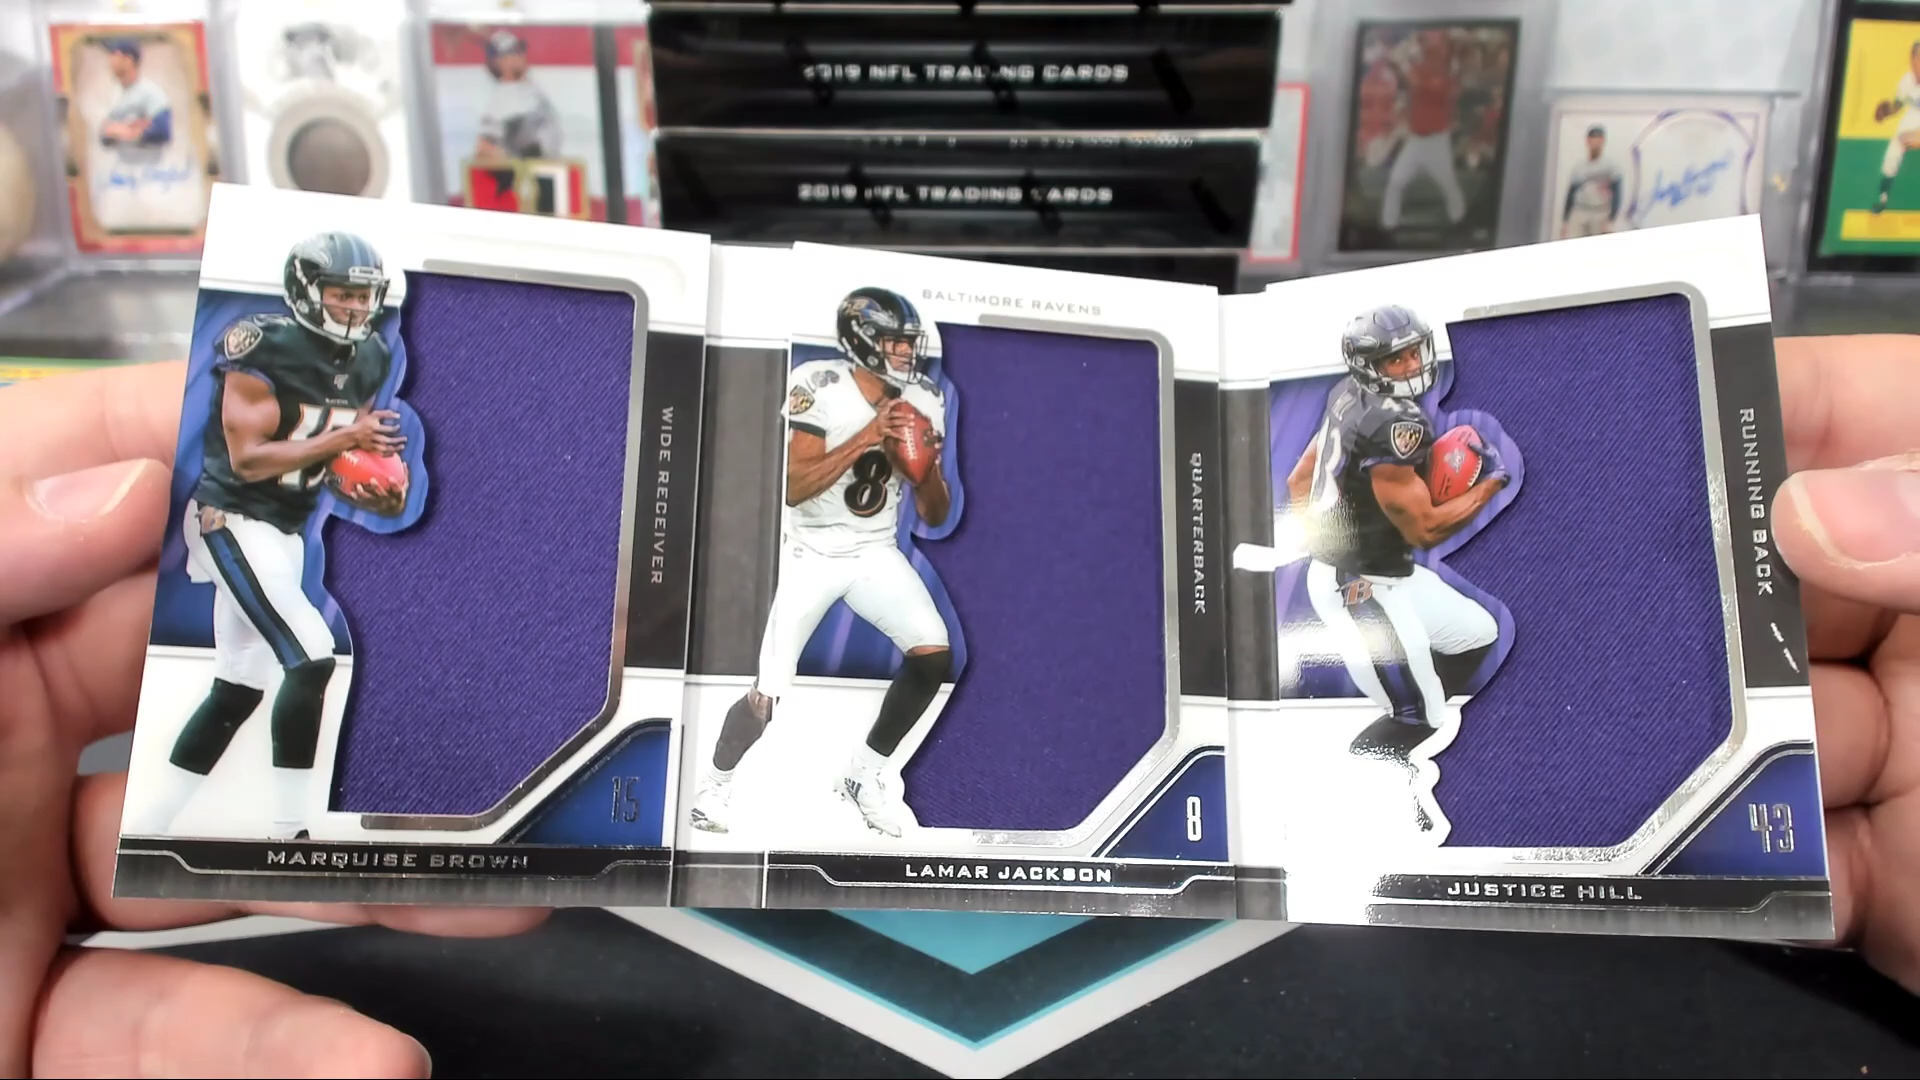 2019 NFL TRADING CARDS
2019 NFL TRADING CARDS
BALTIMORE RAVENS
WIDE RECEIVER
QUARTERBACK
RUNNING BACK
15
8
43
8
MARQUISE BROWN
LAMAR JACKSON
JUSTICE HILL